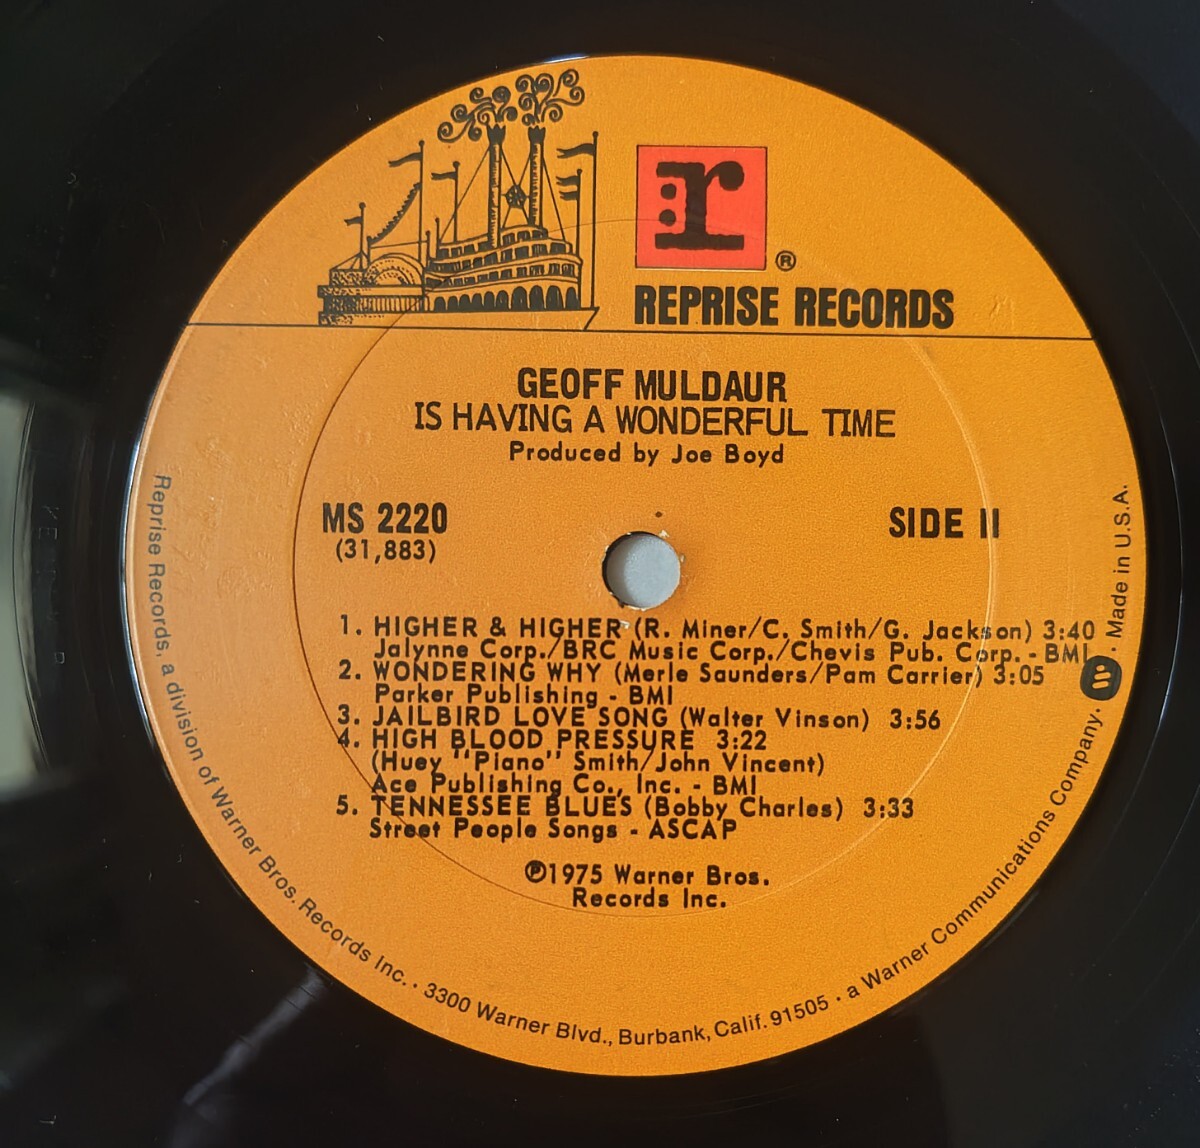 r
®
REPRISE RECORDS
GEOFF MULDAUR
IS HAVING A WONDERFUL TIME
Produced by Joe Boyd
MS 2220
(31,883)
SIDE II
1. HIGHER & HIGHER (R. Miner/C. Smith/G. Jackson) 3:40
Jalynne Corp./BRC Music Corp./Chevis Pub. Corp. - BMI
2. WONDERING WHY (Merle Saunders/Pam Carrier) 3:05
Parker Publishing - BMI
3. JAILBIRD LOVE SONG (Walter Vinson) 3:56
4. HIGH BLOOD PRESSURE 3:22
(Huey "Piano" Smith/John Vincent)
Ace Publishing Co., Inc. - BMI
5. TENNESSEE BLUES (Bobby Charles) 3:33
Street People Songs - ASCAP
℗1975 Warner Bros.
Records Inc.
Reprise Records, a division of Warner Bros. Records Inc. · 3300 Warner Blvd., Burbank, Calif. 91505 · a Warner Communications Company. · Made in U.S.A.